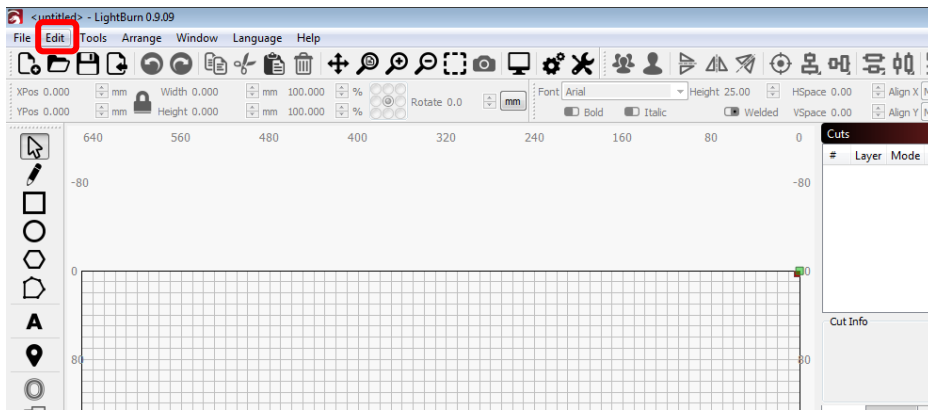 <untitled> - LightBurn 0.9.09
File Edit Tools Arrange Window Language Help
XPos 0.000 mm Width 0.000 mm 100.000 % Rotate 0.0 mm Font Arial Height 25.00 HSpace 0.00 Align X
YPos 0.000 mm Height 0.000 mm 100.000 % Bold Italic Welded VSpace 0.00 Align Y
640 560 480 400 320 240 160 80 0
Cuts
# Layer Mode
-80 -80
0 0
A
Cut Info
80 80